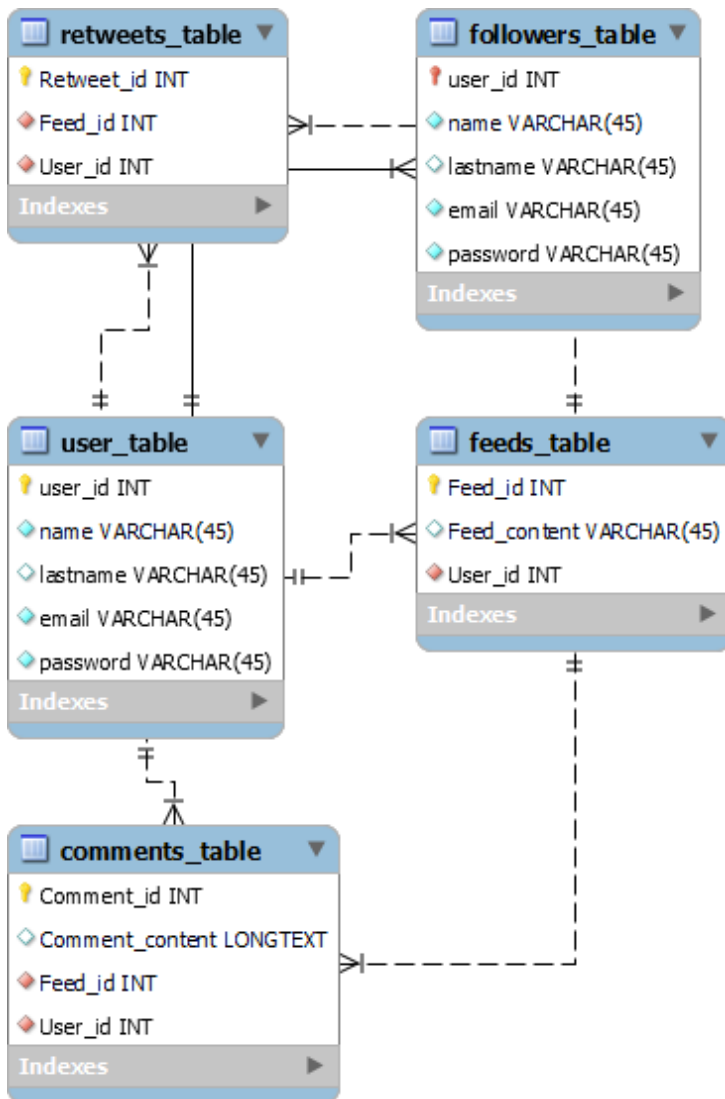 retweets_table
Retweet_id INT
Feed_id INT
User_id INT
Indexes
followers_table
user_id INT
name VARCHAR(45)
lastname VARCHAR(45)
email VARCHAR(45)
password VARCHAR(45)
Indexes
user_table
user_id INT
name VARCHAR(45)
lastname VARCHAR(45)
email VARCHAR(45)
password VARCHAR(45)
Indexes
feeds_table
Feed_id INT
Feed_content VARCHAR(45)
User_id INT
Indexes
comments_table
Comment_id INT
Comment_content LONGTEXT
Feed_id INT
User_id INT
Indexes